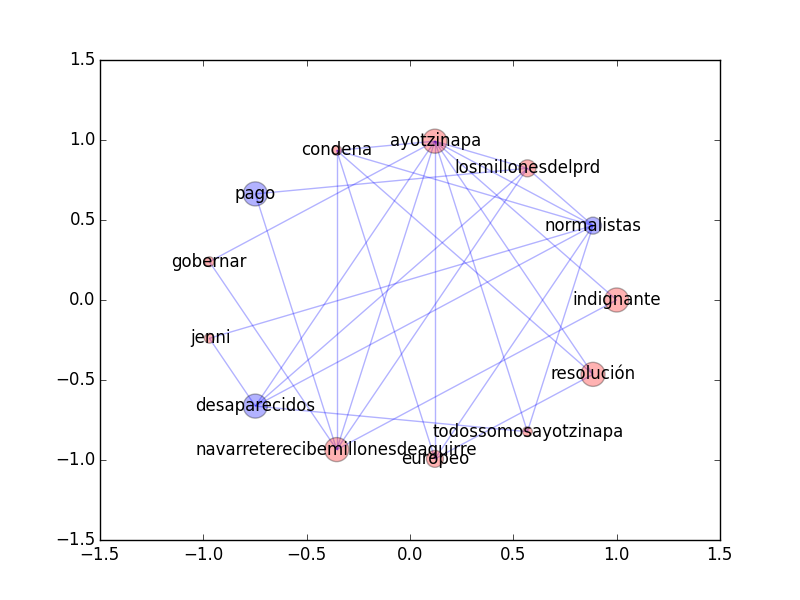 1.5
1.0
0.5
0.0
−0.5
−1.0
−1.5
ayotzinapa
condena
losmillonesdelprd
pago
normalistas
gobernar
indignante
jenni
resolución
desaparecidos
todossomosayotzinapa
navarreterecibemillonesdeaguirre
europeo
−1.5 −1.0 −0.5 0.0 0.5 1.0 1.5